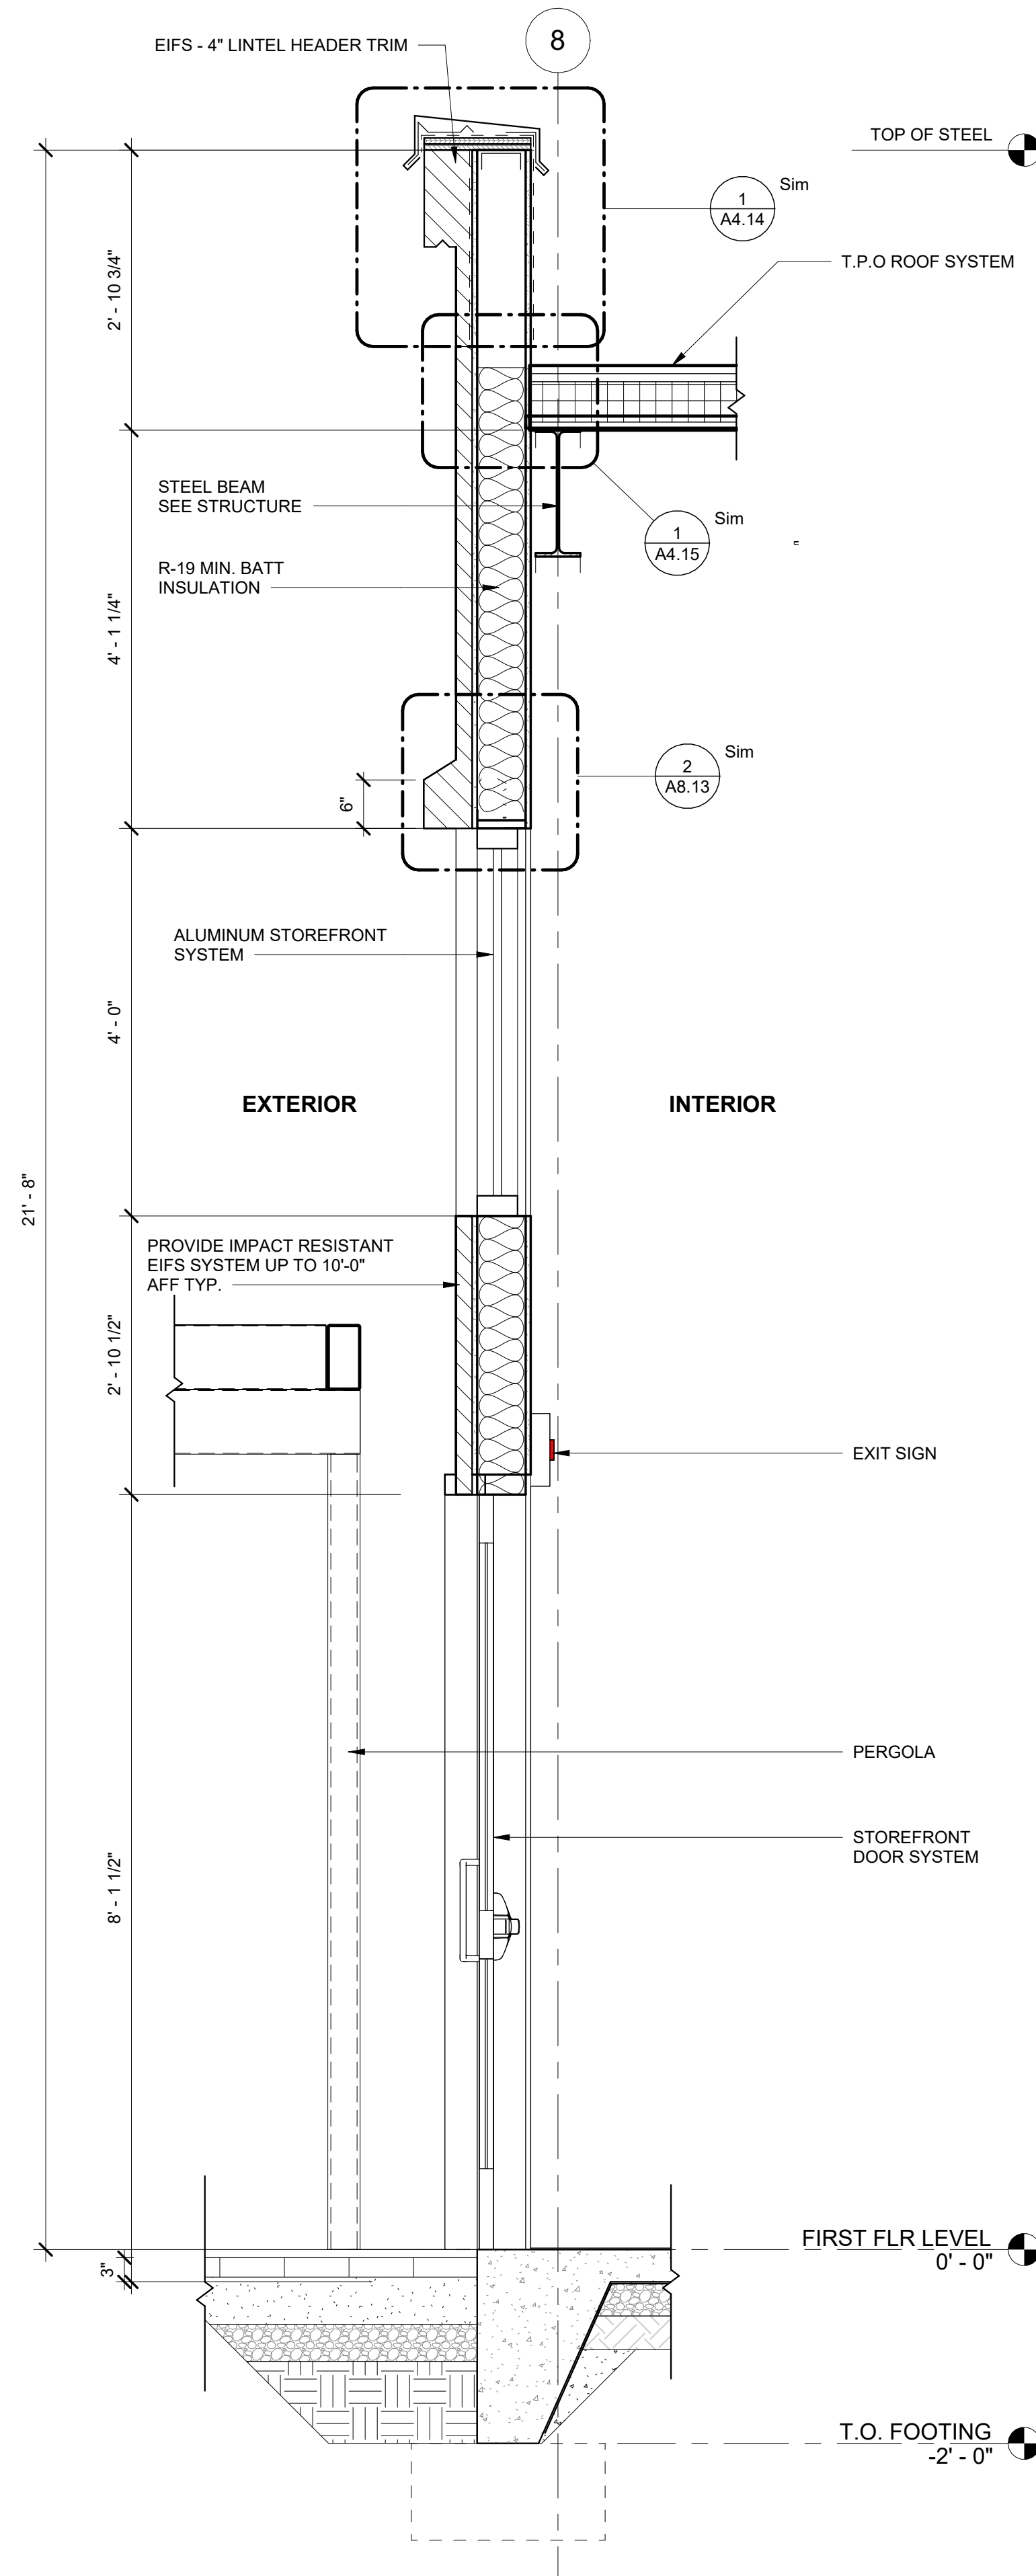 8
EIFS - 4" LINTEL HEADER TRIM
TOP OF STEEL
1
A4.14
Sim
T.P.O ROOF SYSTEM
2' - 10 3/4"
STEEL BEAM
SEE STRUCTURE
1
A4.15
Sim
R-19 MIN. BATT
INSULATION
4' - 1 1/4"
2
A8.13
Sim
6"
ALUMINUM STOREFRONT
SYSTEM
4' - 0"
EXTERIOR
INTERIOR
21' - 8"
PROVIDE IMPACT RESISTANT
EIFS SYSTEM UP TO 10'-0"
AFF TYP.
2' - 10 1/2"
EXIT SIGN
PERGOLA
STOREFRONT
DOOR SYSTEM
8' - 1 1/2"
FIRST FLR LEVEL
0' - 0"
3"
T.O. FOOTING
-2' - 0"